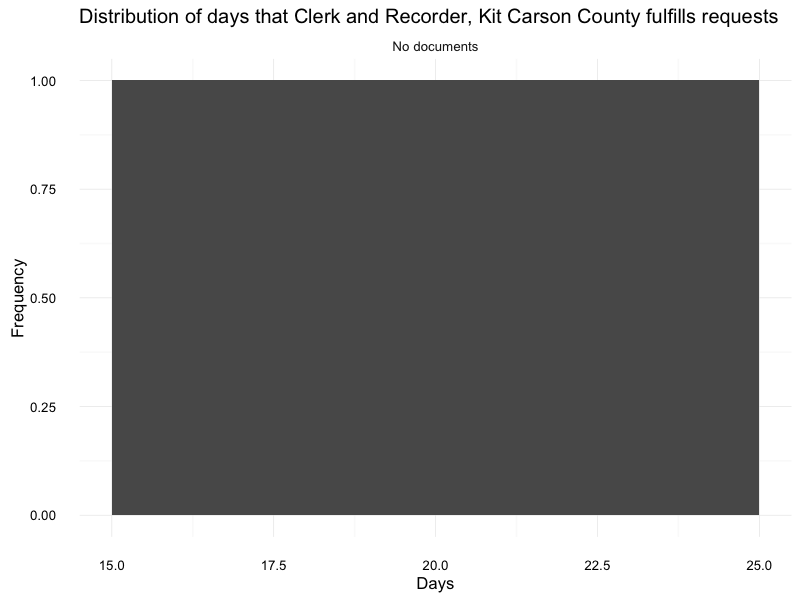 Distribution of days that Clerk and Recorder, Kit Carson County fulfills requests
No documents
1.00
0.75
0.50
0.25
0.00
Frequency
15.0 17.5 20.0 22.5 25.0
Days